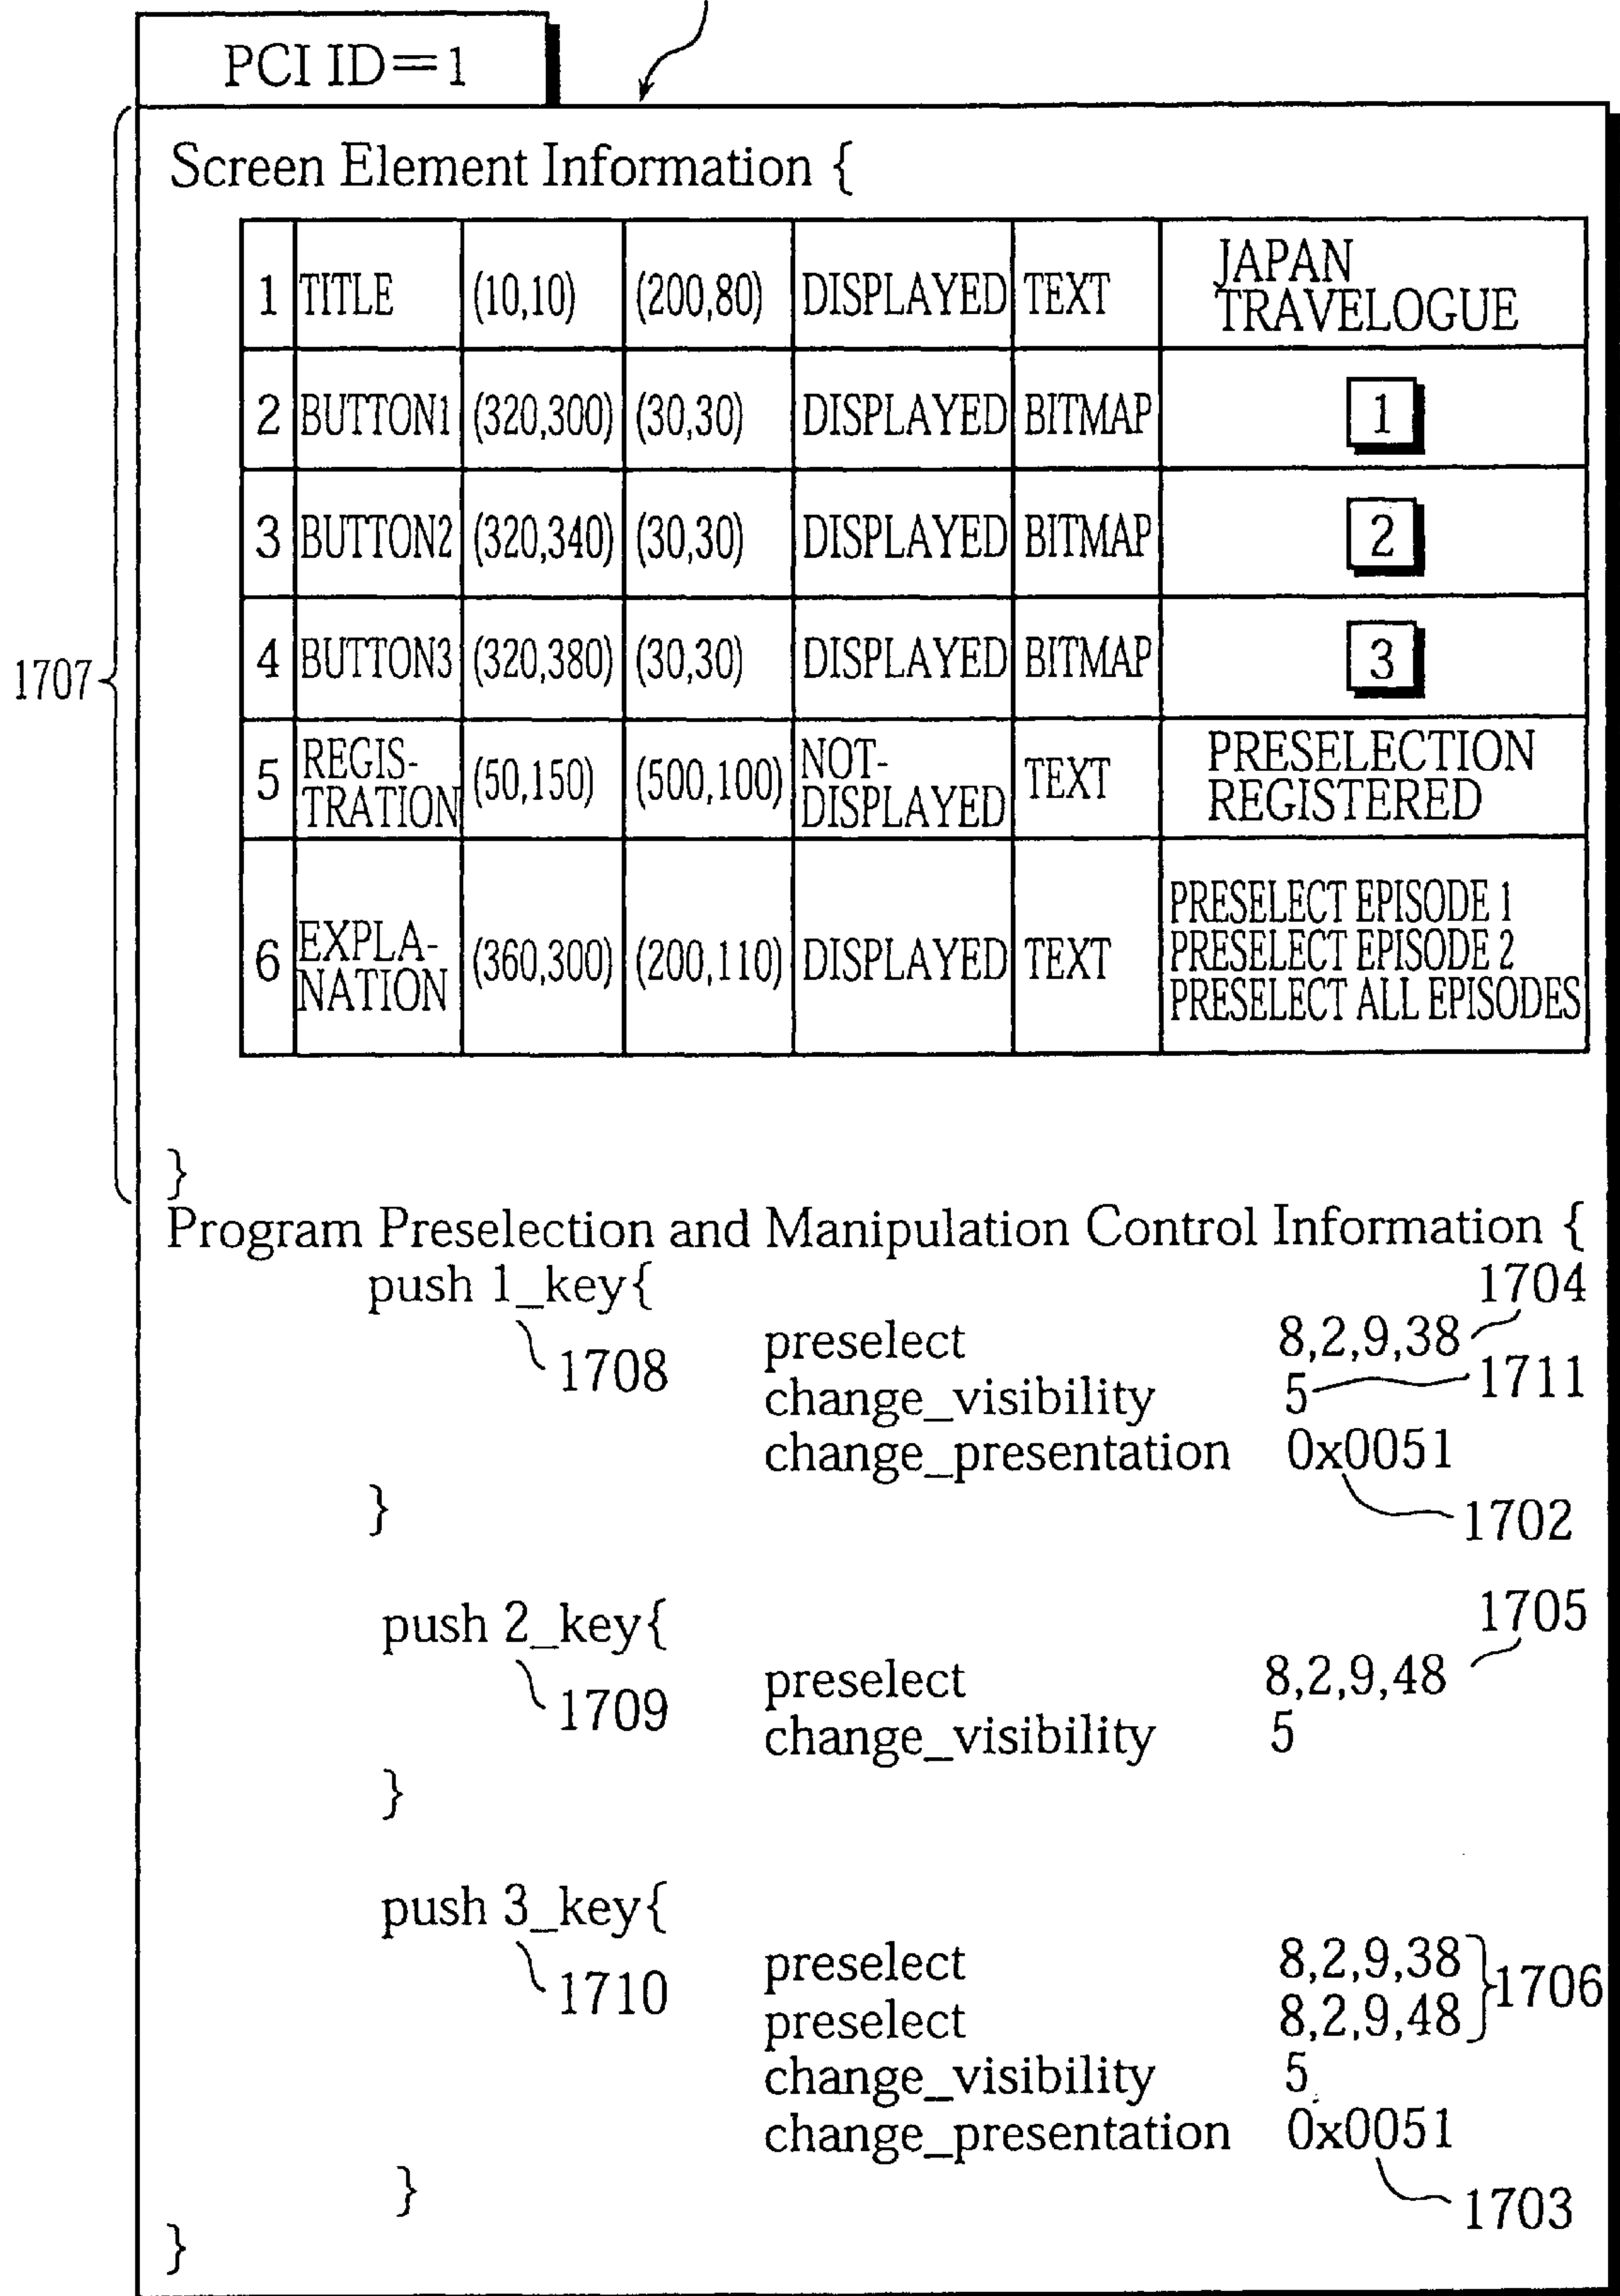 PCI ID=1
Screen Element Information {
1 TITLE (10,10) (200,80) DISPLAYED TEXT JAPAN
TRAVELOGUE
2 BUTTON1 (320,300) (30,30) DISPLAYED BITMAP 1
3 BUTTON2 (320,340) (30,30) DISPLAYED BITMAP 2
4 BUTTON3 (320,380) (30,30) DISPLAYED BITMAP 3
1707
5 REGIS-
TRATION (50,150) (500,100) NOT-
DISPLAYED TEXT PRESELECTION
REGISTERED
6 EXPLA-
NATION (360,300) (200,110) DISPLAYED TEXT PRESELECT EPISODE 1
PRESELECT EPISODE 2
PRESELECT ALL EPISODES
}
Program Preselection and Manipulation Control Information {
push 1_key{ 1704
1708 preselect 8,2,9,38
change_visibility 5 1711
change_presentation 0x0051
} 1702
push 2_key{ 1705
1709 preselect 8,2,9,48
change_visibility 5
}
push 3_key{
1710 preselect 8,2,9,38
preselect 8,2,9,48 1706
change_visibility 5
change_presentation 0x0051
} 1703
}